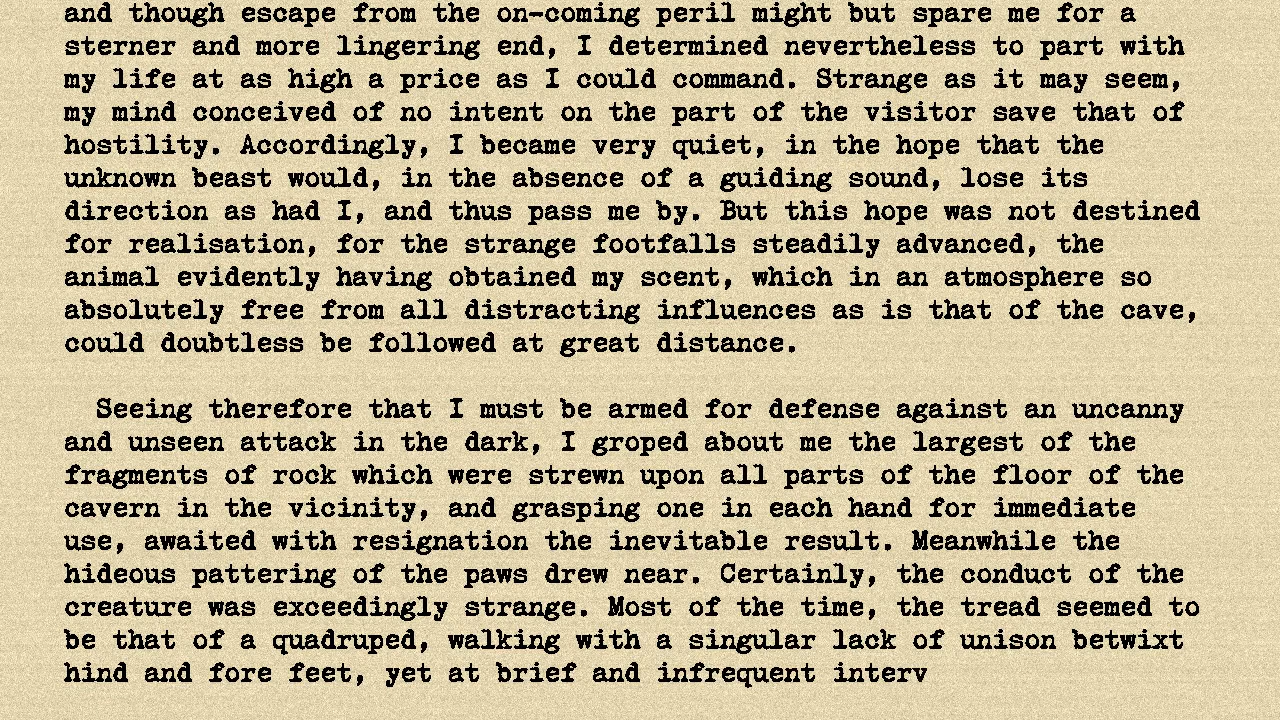 and though escape from the on-coming peril might but spare me for a
sterner and more lingering end, I determined nevertheless to part with
my life at as high a price as I could command. Strange as it may seem,
my mind conceived of no intent on the part of the visitor save that of
hostility. Accordingly, I became very quiet, in the hope that the
unknown beast would, in the absence of a guiding sound, lose its
direction as had I, and thus pass me by. But this hope was not destined
for realisation, for the strange footfalls steadily advanced, the
animal evidently having obtained my scent, which in an atmosphere so
absolutely free from all distracting influences as is that of the cave,
could doubtless be followed at great distance.

Seeing therefore that I must be armed for defense against an uncanny
and unseen attack in the dark, I groped about me the largest of the
fragments of rock which were strewn upon all parts of the floor of the
cavern in the vicinity, and grasping one in each hand for immediate
use, awaited with resignation the inevitable result. Meanwhile the
hideous pattering of the paws drew near. Certainly, the conduct of the
creature was exceedingly strange. Most of the time, the tread seemed to
be that of a quadruped, walking with a singular lack of unison betwixt
hind and fore feet, yet at brief and infrequent interv